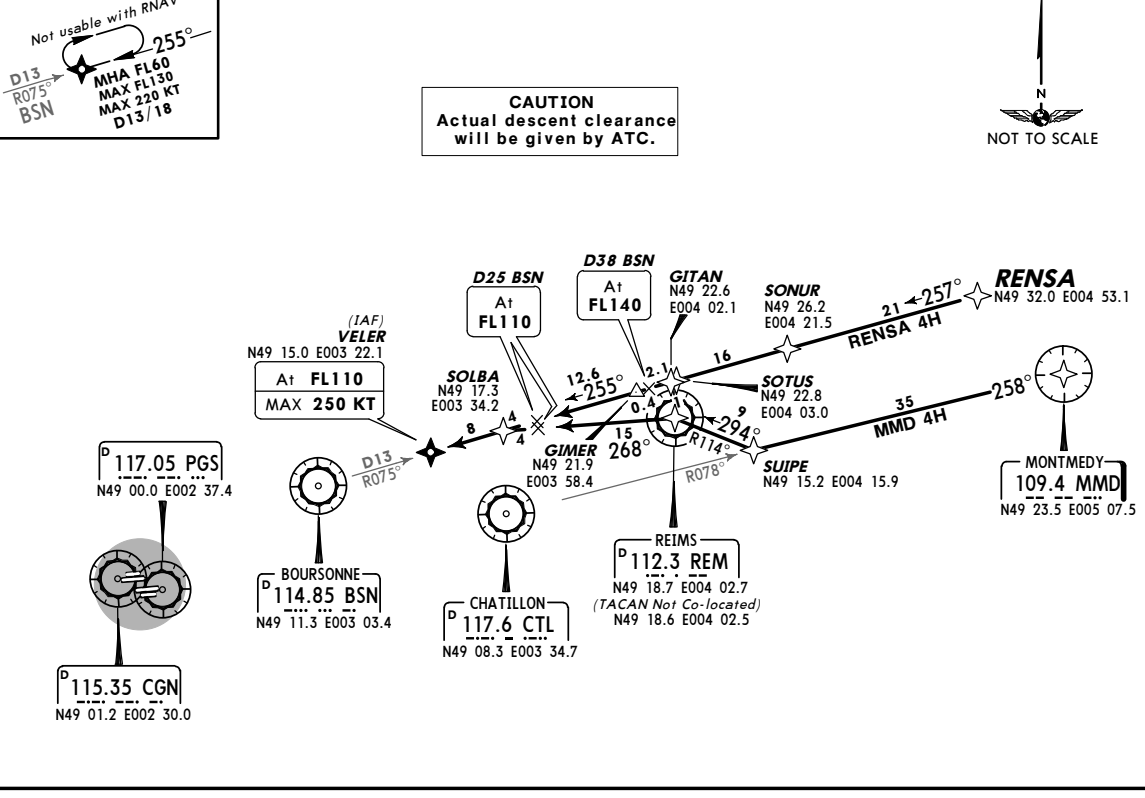 Not usable with RNAV
255°
D13
R075°
BSN
MHA FL60
MAX FL130
MAX 220 KT
D13/18
CAUTION
Actual descent clearance
will be given by ATC.
N
NOT TO SCALE
D25 BSN
At
FL110
D38 BSN
At
FL140
GITAN
N49 22.6
E004 02.1
SONUR
N49 26.2
E004 21.5
RENSA
N49 32.0 E004 53.1
21
257°
RENSA 4H
16
(IAF)
VELER
N49 15.0 E003 22.1
At FL110
MAX 250 KT
SOLBA
N49 17.3
E003 34.2
12.6
255°
2.1
0.4
1
SOTUS
N49 22.8
E004 03.0
8
4
4
15
268°
GIMER
N49 21.9
E003 58.4
9
294°
R114°
R078°
SUIPE
N49 15.2 E004 15.9
35
MMD 4H
258°
MONTMEDY
109.4 MMD
N49 23.5 E005 07.5
D13
R075°
D
117.05 PGS
N49 00.0 E002 37.4
BOURSONNE
D
114.85 BSN
N49 11.3 E003 03.4
CHATILLON
D
117.6 CTL
N49 08.3 E003 34.7
REIMS
D
112.3 REM
N49 18.7 E004 02.7
(TACAN Not Co-located)
N49 18.6 E004 02.5
D
115.35 CGN
N49 01.2 E002 30.0